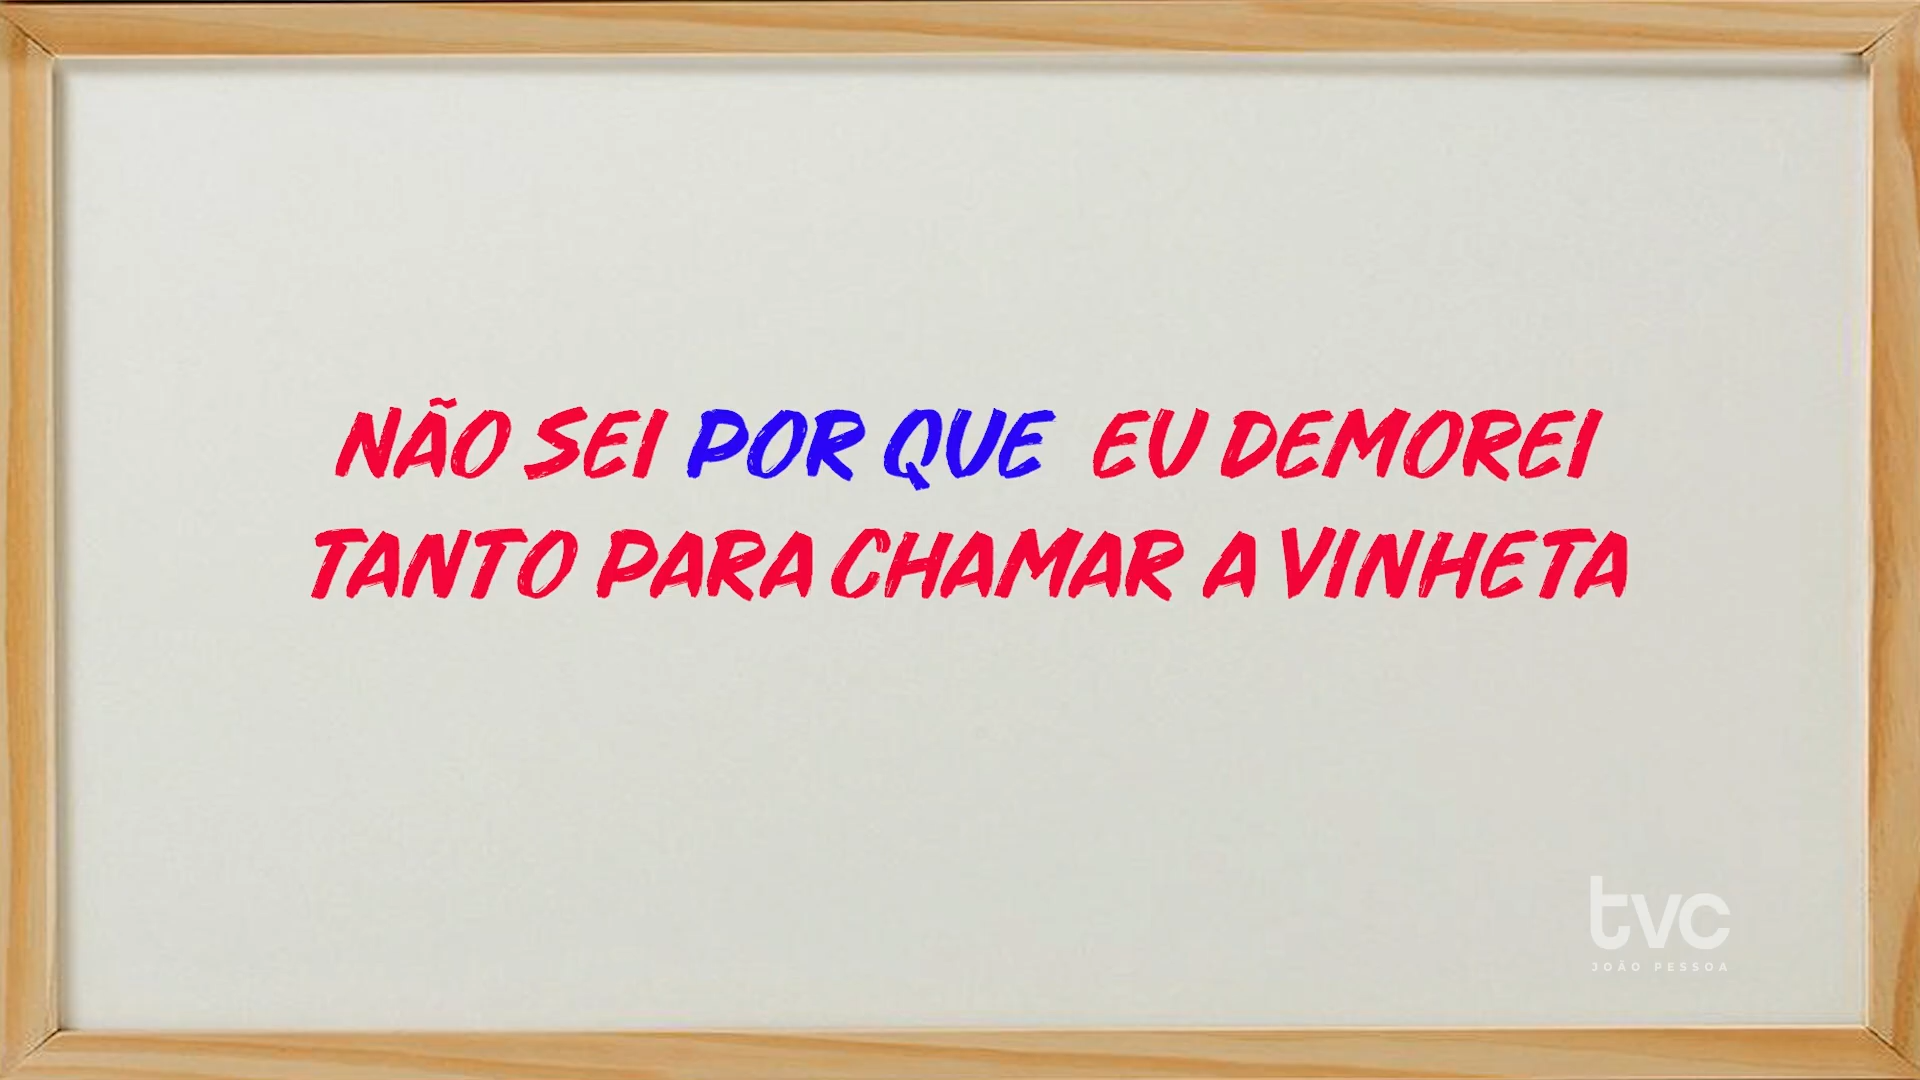 NÃO SEI POR QUE EU DEMOREI
TANTO PARA CHAMAR A VINHETA
tvc
JOÃO PESSOA